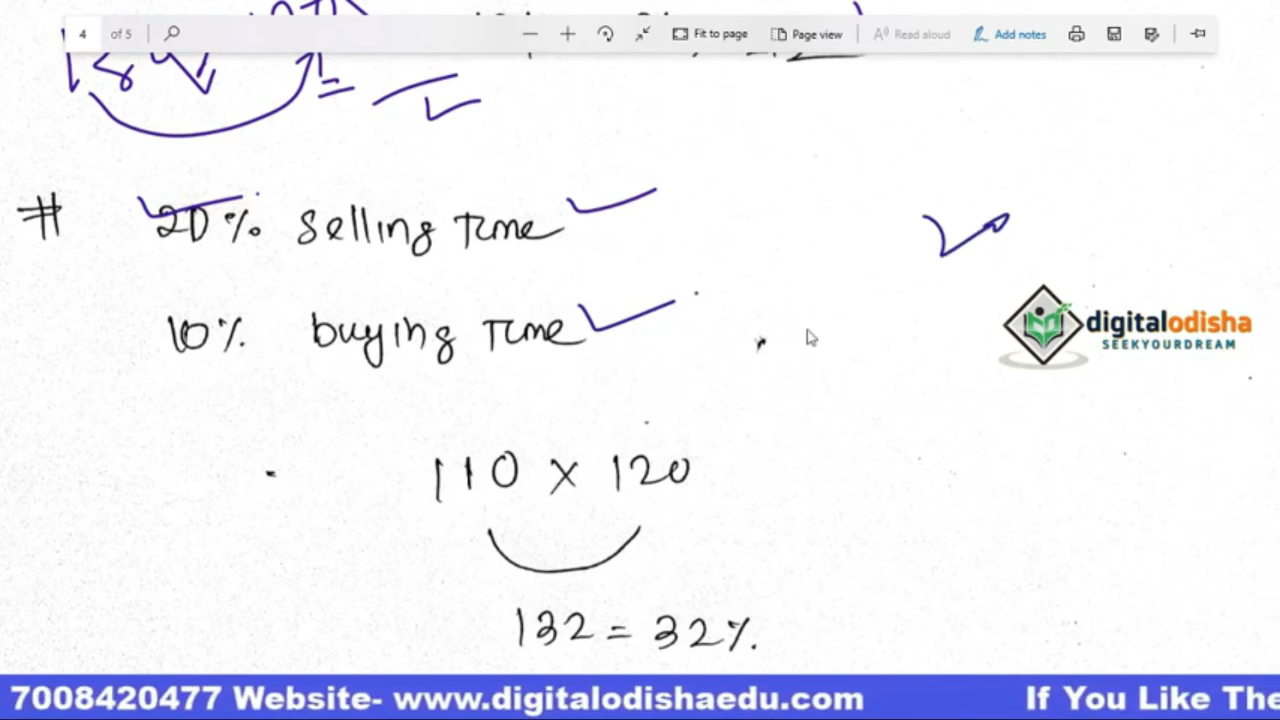 4 of 5 Fit to page Page view Read aloud Add notes
# 20% selling Time
10% buying Time
digitalodisha
SEEKYOURDREAM
110 x 120
132 = 32%.
7008420477 Website- www.digitalodishaedu.com If You Like The